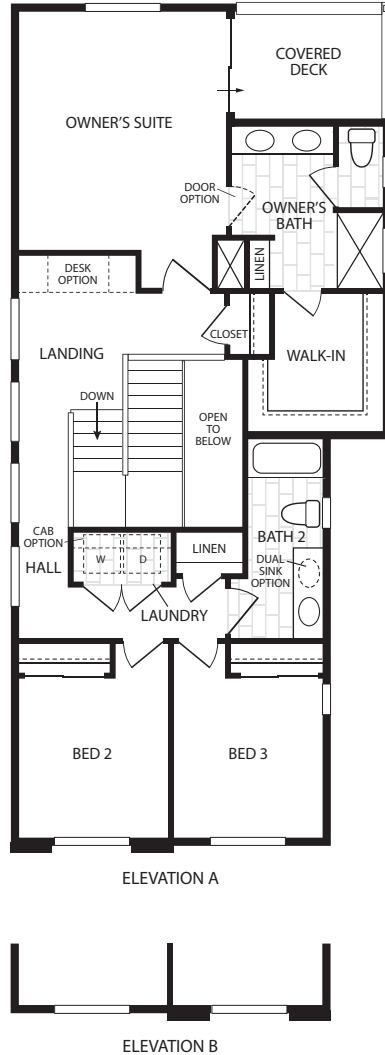 COVERED
DECK
OWNER'S SUITE
DOOR
OPTION
OWNER'S
BATH
LINEN
DESK
OPTION
CLOSET
LANDING
WALK-IN
DOWN
OPEN
TO
BELOW
CAB
OPTION
W
D
LINEN
BATH 2
DUAL
SINK
OPTION
HALL
LAUNDRY
BED 2
BED 3
ELEVATION A
ELEVATION B